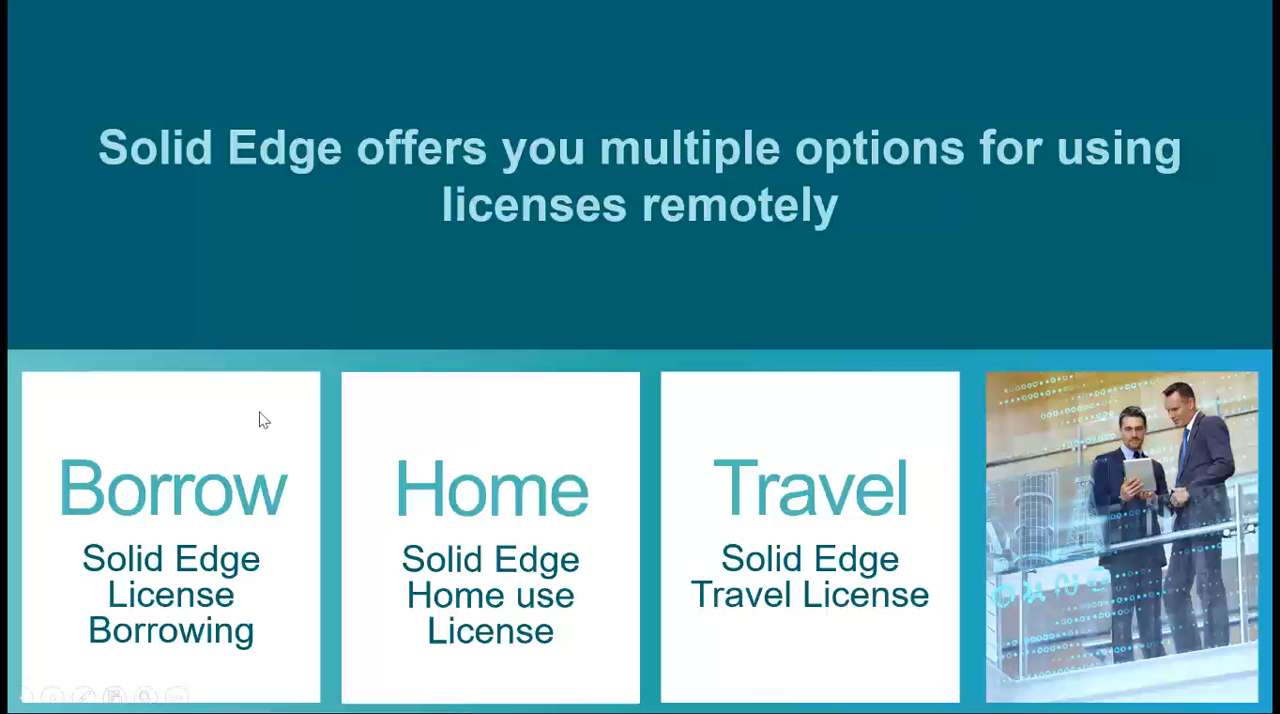 Solid Edge offers you multiple options for using
licenses remotely
Borrow
Solid Edge
License
Borrowing
Home
Solid Edge
Home use
License
Travel
Solid Edge
Travel License